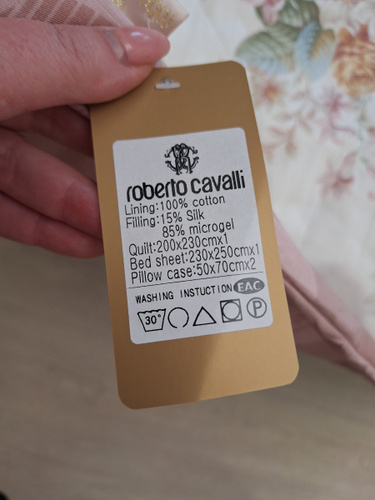 roberto cavalli
Lining:100% cotton
Filling:15% Silk
85% microgel
Quilt:200x230cmx1
Bed sheet:230x250cmx1
Pillow case:50x70cmx2
WASHING INSTUCTION EAC
30° P